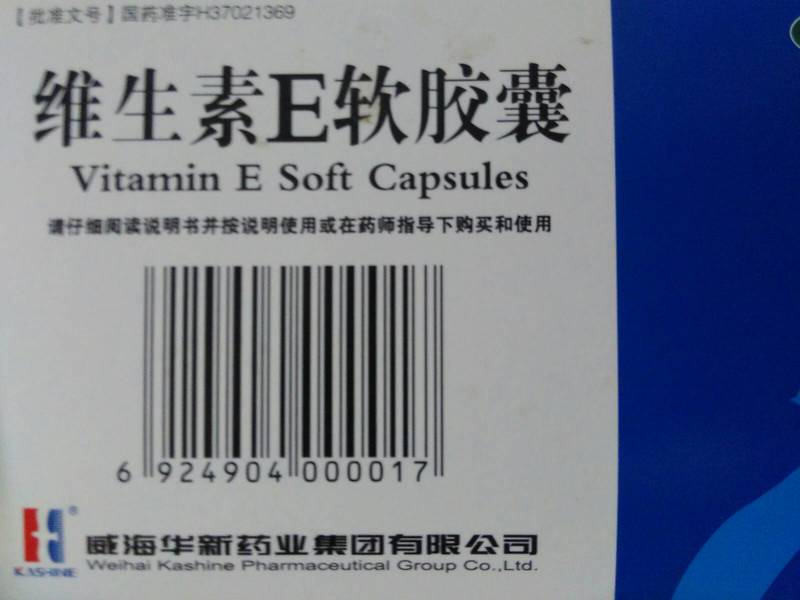 【批准文号】国药准字H37021369
维生素E软胶囊
Vitamin E Soft Capsules
请仔细阅读说明书并按说明使用或在药师指导下购买和使用
6 924904 000017
KASHINE ®
威海华新药业集团有限公司
Weihai Kashine Pharmaceutical Group Co.,Ltd.